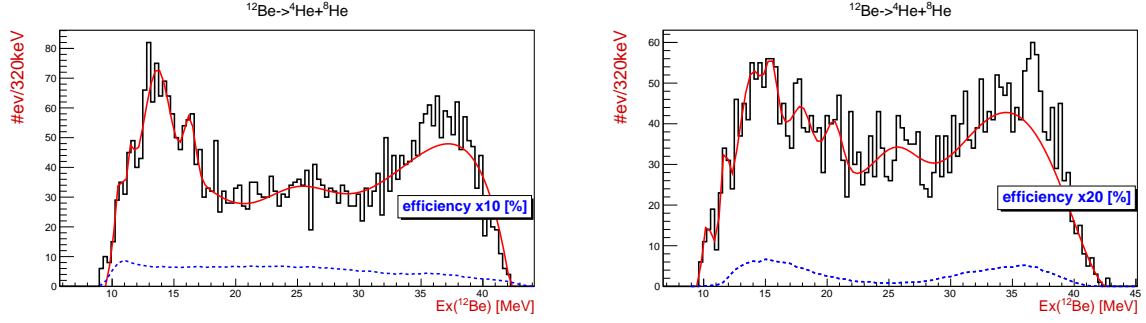 ¹²Be->⁴He+⁸He
#ev/320keV
80
70
60
50
40
30
20
10
0
efficiency x10 [%]
10 15 20 25 30 35 40
Ex(¹²Be) [MeV]
¹²Be->⁴He+⁸He
#ev/320keV
60
50
40
30
20
10
0
efficiency x20 [%]
10 15 20 25 30 35 40 45
Ex(¹²Be) [MeV]